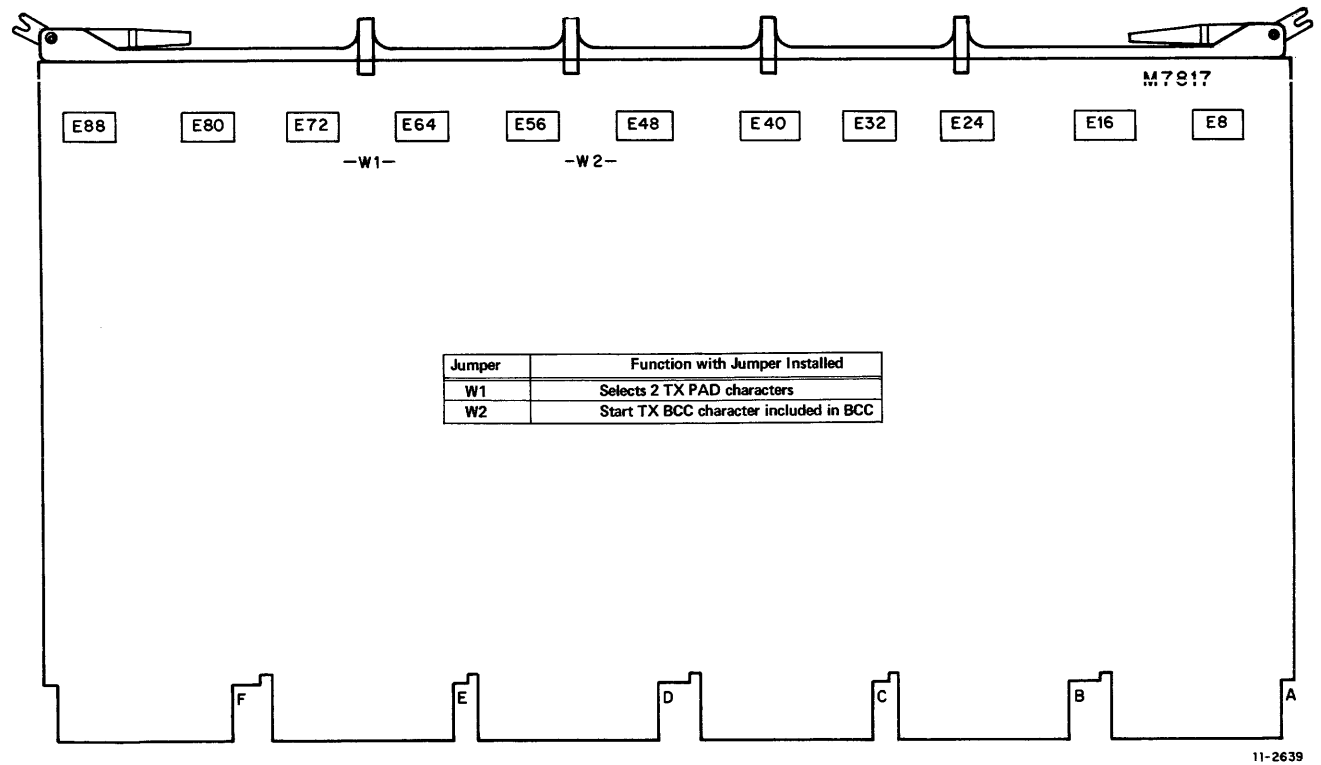 M7817
E88 E80 E72 E64 E56 E48 E40 E32 E24 E16 E8
–W1– –W2–
Jumper Function with Jumper Installed
W1 Selects 2 TX PAD characters
W2 Start TX BCC character included in BCC
F E D C B A
11-2639